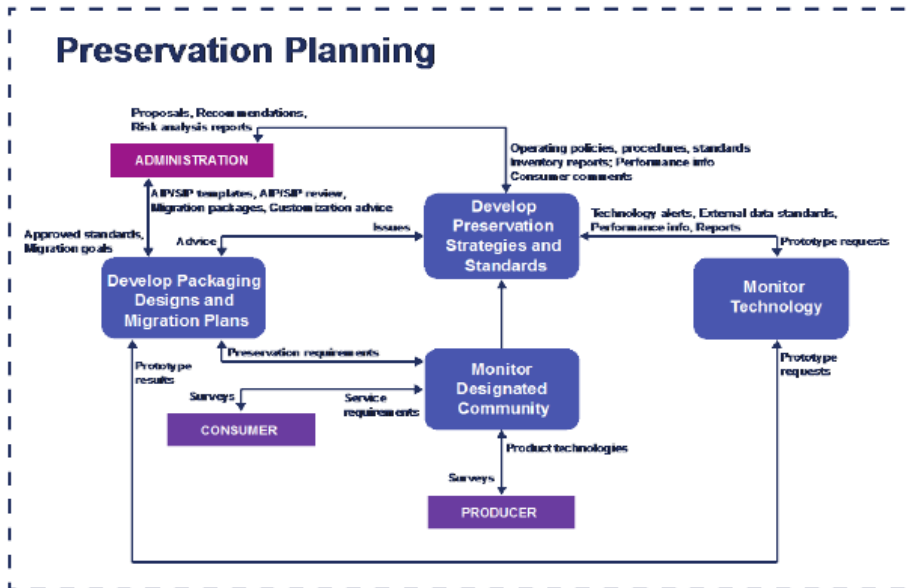 Preservation Planning
Proposals, Recommendations,
Risk analysis reports
ADMINISTRATION
Operating policies, procedures, standards
Inventory reports; Performance info
Consumer comments
AIP/SIP templates, AIP/SIP review,
Migration packages, Customization advice
Approved standards,
Migration goals
Advice
Issues
Develop
Preservation
Strategies and
Standards
Technology alerts, External data standards,
Performance info, Reports
Prototype requests
Develop Packaging
Designs and
Migration Plans
Monitor
Technology
Preservation requirements
Prototype
results
Monitor
Designated
Community
Prototype
requests
Surveys
Service
requirements
CONSUMER
Product technologies
Surveys
PRODUCER